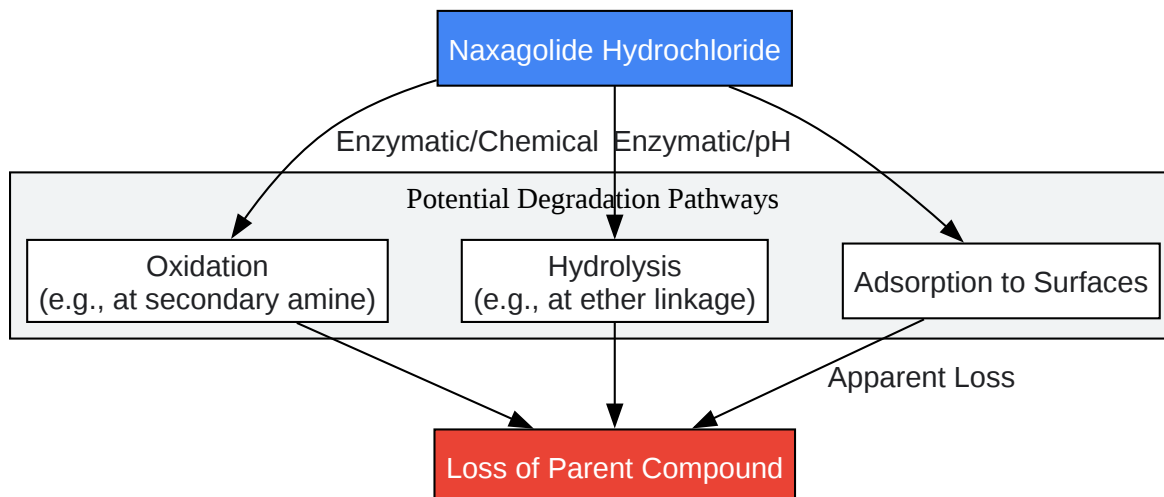 Naxagolide Hydrochloride
Enzymatic/Chemical
Enzymatic/pH
Potential Degradation Pathways
Oxidation
(e.g., at secondary amine)
Hydrolysis
(e.g., at ether linkage)
Adsorption to Surfaces
Apparent Loss
Loss of Parent Compound